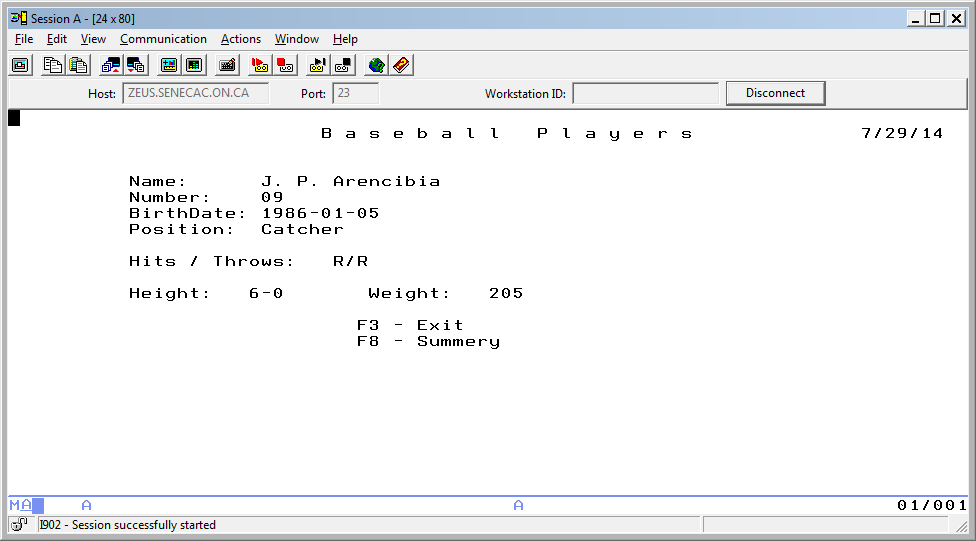 Session A - [24 x 80]
File Edit View Communication Actions Window Help
Host: ZEUS.SENECAC.ON.CA Port: 23 Workstation ID: Disconnect
Baseball Players 7/29/14
Name: J. P. Arencibia
Number: 09
BirthDate: 1986-01-05
Position: Catcher
Hits / Throws: R/R
Height: 6-0 Weight: 205
F3 - Exit
F8 - Summery
MA A A 01/001
I902 - Session successfully started